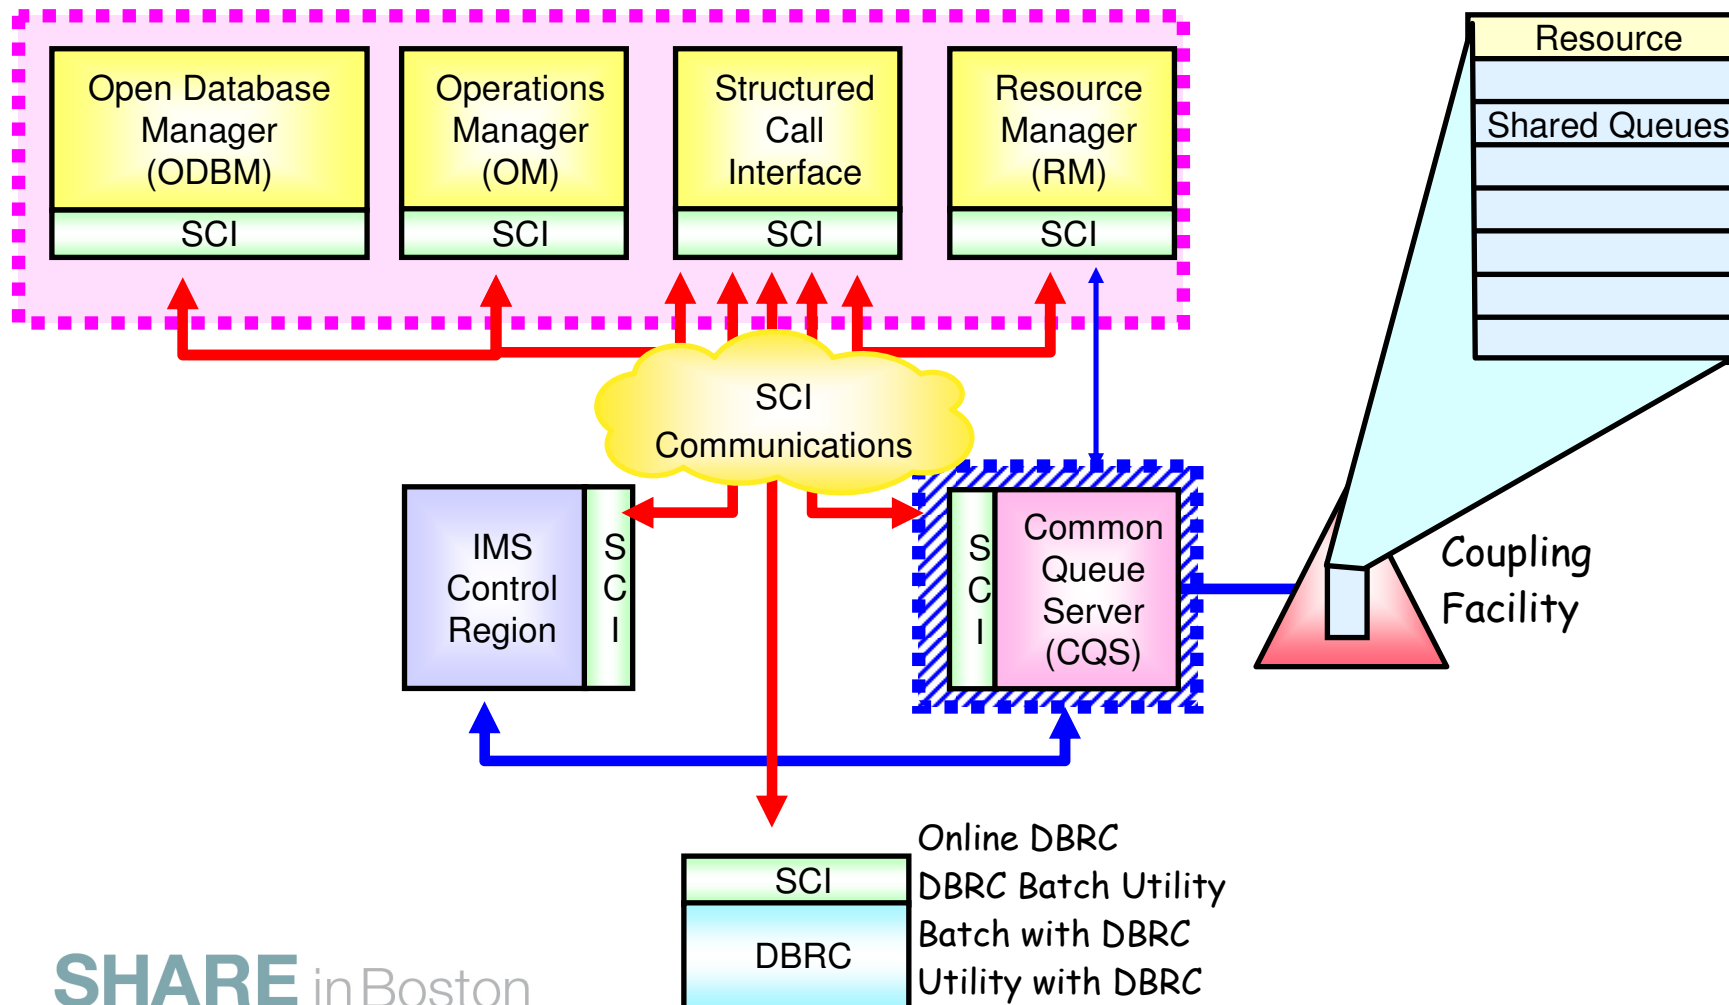 Open Database
Manager
(ODBM)
SCI
Operations
Manager
(OM)
SCI
Structured
Call
Interface
SCI
Resource
Manager
(RM)
SCI
Resource
Shared Queues
SCI
Communications
IMS
Control
Region
S
C
I
S
C
I
Common
Queue
Server
(CQS)
Coupling
Facility
SCI
DBRC
Online DBRC
DBRC Batch Utility
Batch with DBRC
Utility with DBRC
SHARE in Boston